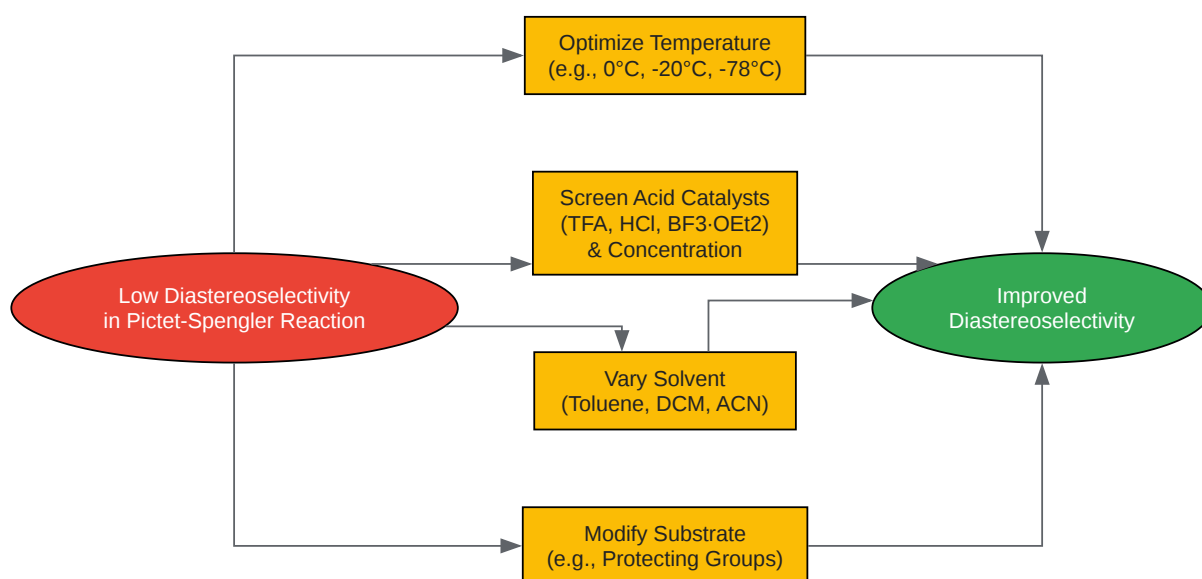 Optimize Temperature
(e.g., 0°C, -20°C, -78°C)
Screen Acid Catalysts
(TFA, HCl, BF3·OEt2)
& Concentration
Low Diastereoselectivity
in Pictet-Spengler Reaction
Improved
Diastereoselectivity
Vary Solvent
(Toluene, DCM, ACN)
Modify Substrate
(e.g., Protecting Groups)